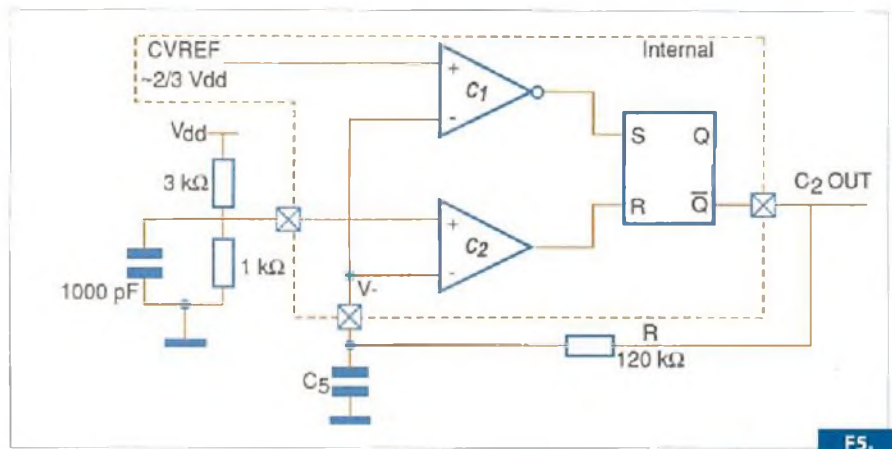 CVREF
~2/3 Vdd
Internal
Vdd
3 kΩ
1 kΩ
1000 pF
+
-
C1
+
-
C2
V-
S
Q
R
Q̅
C2 OUT
R
120 kΩ
C5
F5.